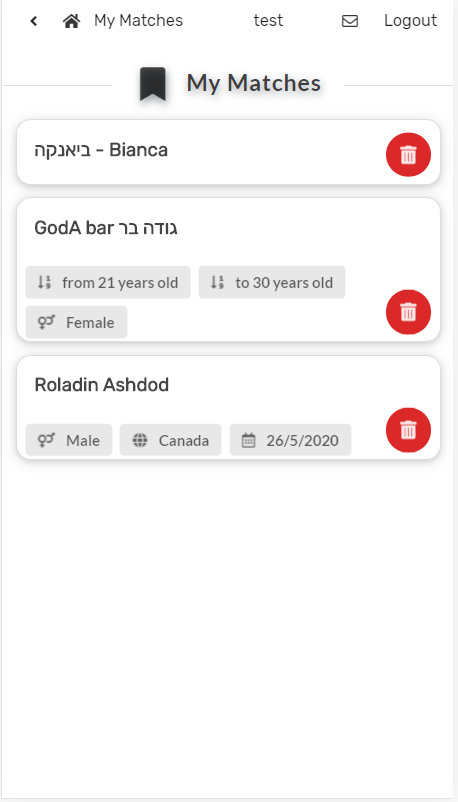 My Matches test Logout
My Matches
ביאנקה - Bianca
GodA bar גודה בר
from 21 years old to 30 years old
Female
Roladin Ashdod
Male Canada 26/5/2020